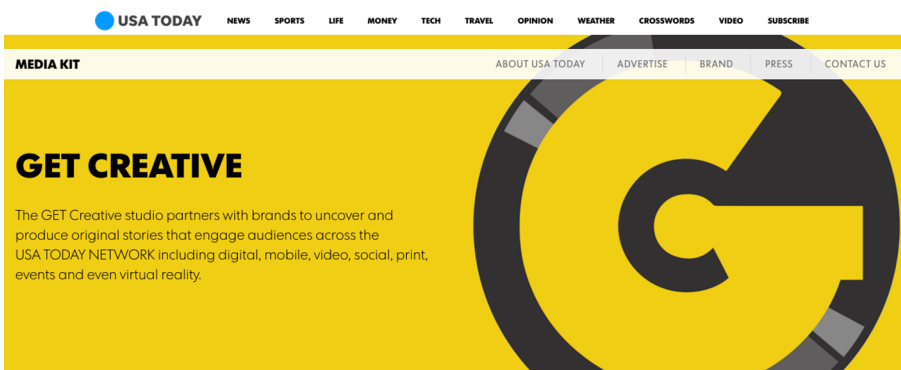 USA TODAY NEWS SPORTS LIFE MONEY TECH TRAVEL OPINION WEATHER CROSSWORDS VIDEO SUBSCRIBE
MEDIA KIT ABOUT USA TODAY ADVERTISE BRAND PRESS CONTACT US
GET CREATIVE
The GET Creative studio partners with brands to uncover and
produce original stories that engage audiences across the
USA TODAY NETWORK including digital, mobile, video, social, print,
events and even virtual reality.